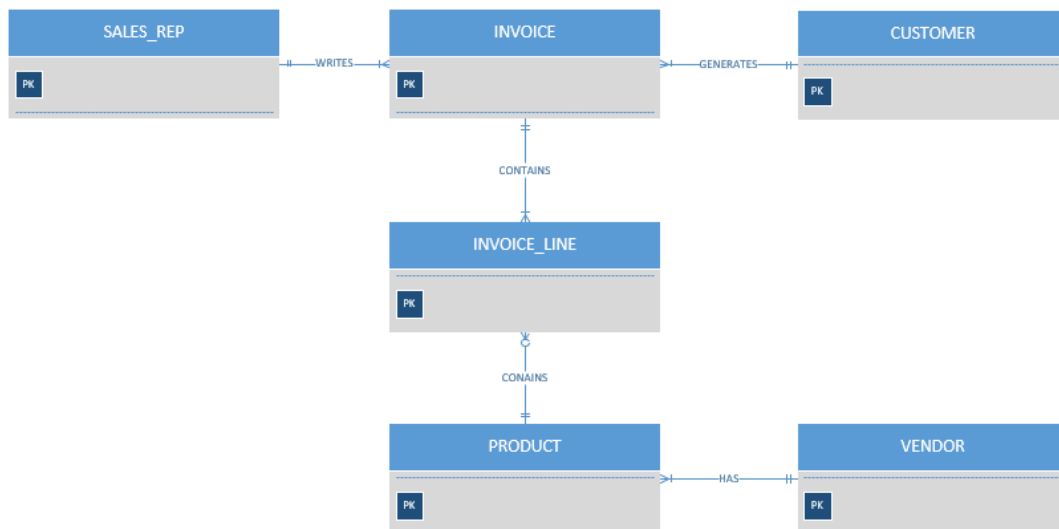 SALES_REP
INVOICE
CUSTOMER
PK
WRITES
PK
GENERATES
PK
CONTAINS
INVOICE_LINE
PK
CONAINS
PRODUCT
VENDOR
PK
HAS
PK